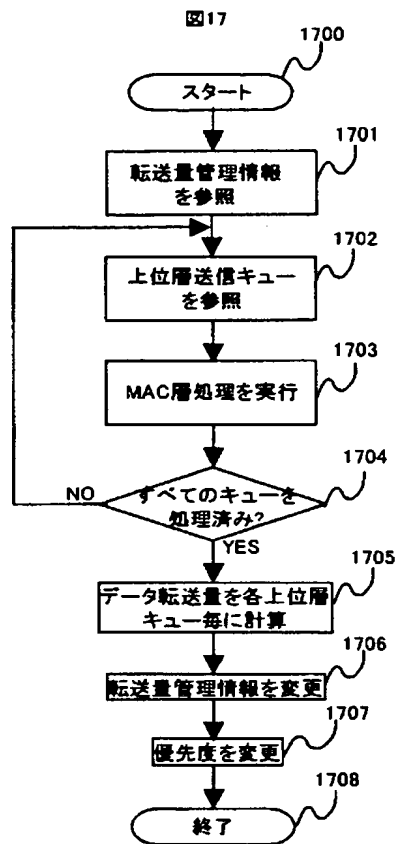 図17
1700
スタート
1701
転送量管理情報
を参照
1702
上位層送信キュー
を参照
1703
MAC層処理を実行
1704
すべてのキューを
処理済み?
NO
YES
1705
データ転送量を各上位層
キュー毎に計算
1706
転送量管理情報を変更
1707
優先度を変更
1708
終了